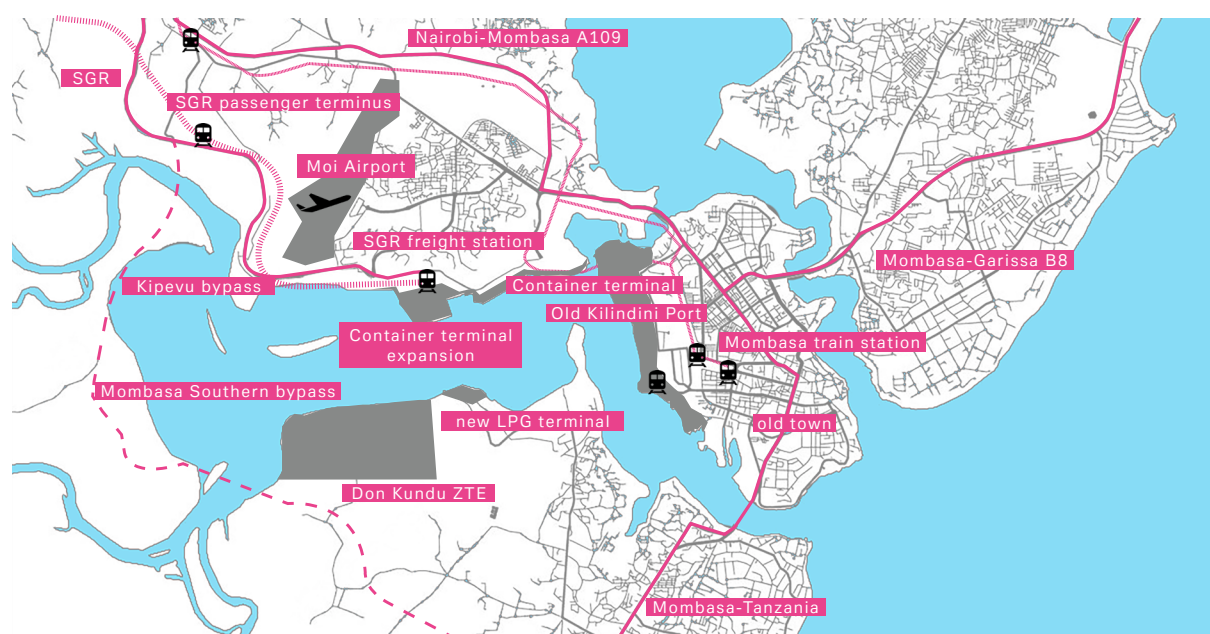 Nairobi-Mombasa A109
SGR
SGR passenger terminus
Moi Airport
SGR freight station
Mombasa-Garissa B8
Kipevu bypass
Container terminal
Old Kilindini Port
Container terminal
expansion
Mombasa train station
Mombasa Southern bypass
new LPG terminal
old town
Don Kundu ZTE
Mombasa-Tanzania